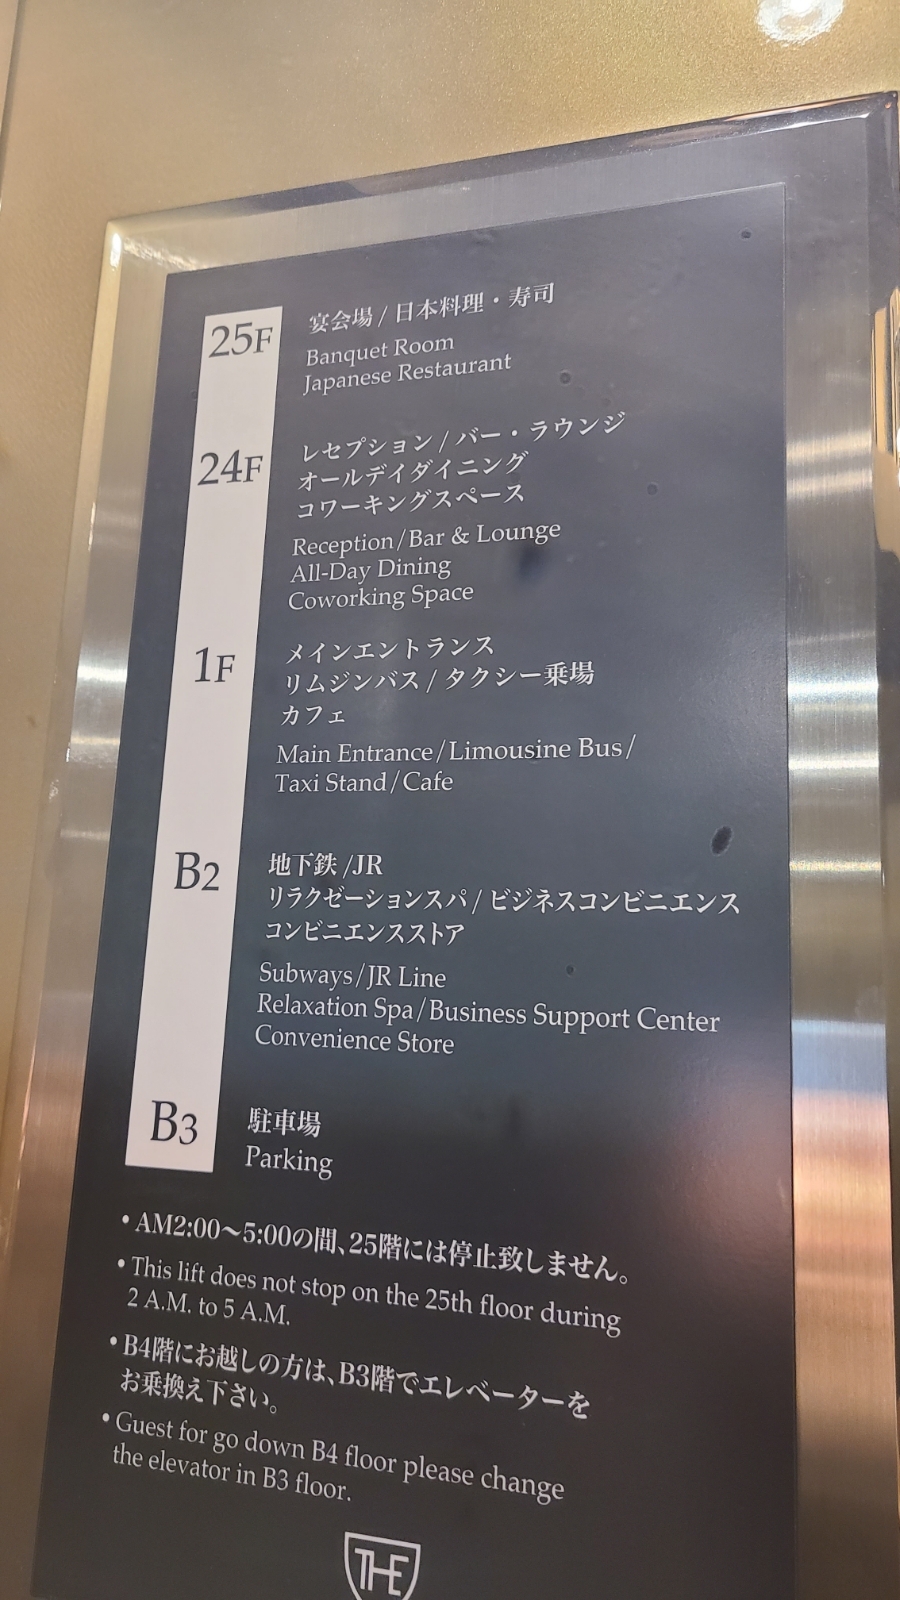 25F
宴会場 / 日本料理・寿司
Banquet Room
Japanese Restaurant
24F
レセプション / バー・ラウンジ
オールデイダイニング
コワーキングスペース
Reception/Bar & Lounge
All-Day Dining
Coworking Space
1F
メインエントランス
リムジンバス / タクシー乗場
カフェ
Main Entrance/Limousine Bus/
Taxi Stand/Cafe
B2
地下鉄 /JR
リラクゼーションスパ / ビジネスコンビニエンス
コンビニエンスストア
Subways/JR Line
Relaxation Spa/Business Support Center
Convenience Store
B3
駐車場
Parking
• AM2:00～5:00の間、25階には停止致しません。
• This lift does not stop on the 25th floor during
2 A.M. to 5 A.M.
• B4階にお越しの方は、B3階でエレベーターを
お乗換え下さい。
• Guest for go down B4 floor please change
the elevator in B3 floor.
THE